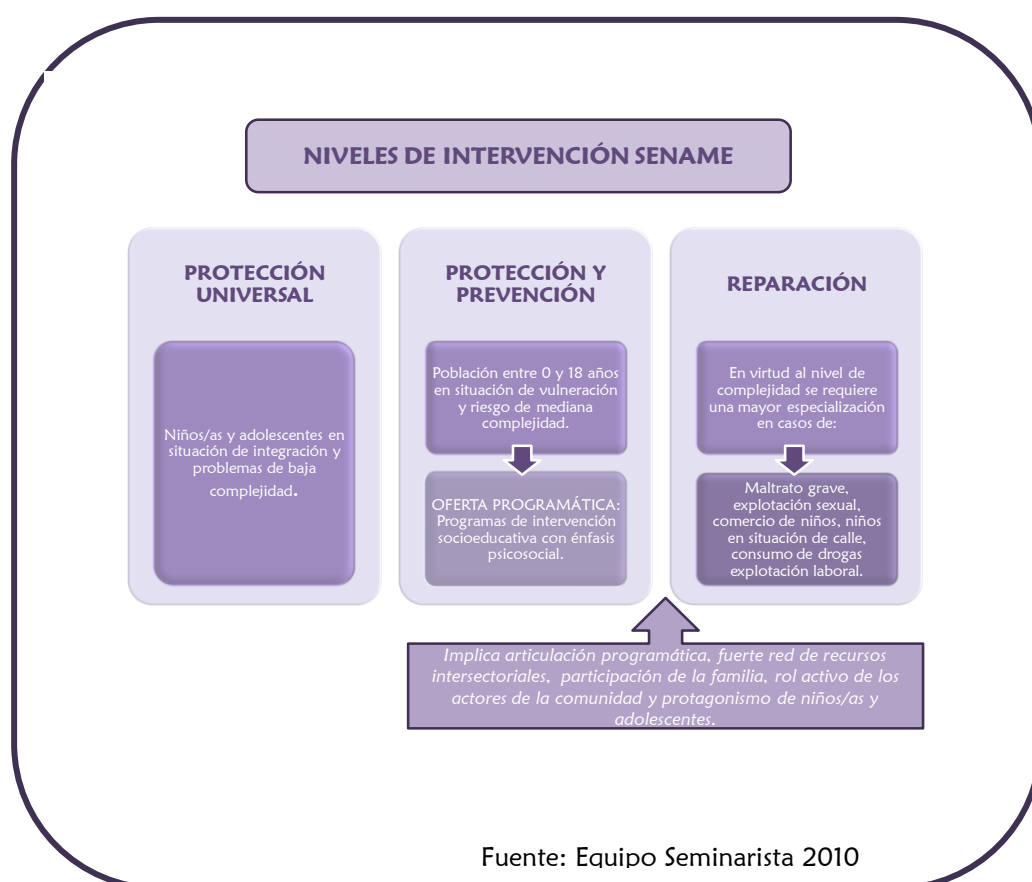 NIVELES DE INTERVENCIÓN SENAME
PROTECCIÓN
UNIVERSAL
Niños/as y adolescentes en
situación de integración y
problemas de baja
complejidad.
PROTECCIÓN Y
PREVENCIÓN
Población entre 0 y 18 años
en situación de vulneración
y riesgo de mediana
complejidad.
OFERTA PROGRAMÁTICA:
Programas de intervención
socioeducativa con énfasis
psicosocial.
REPARACIÓN
En virtud al nivel de
complejidad se requiere
una mayor especialización
en casos de:
Maltrato grave,
explotación sexual,
comercio de niños, niños
en situación de calle,
consumo de drogas
explotación laboral.
Implica articulación programática, fuerte red de recursos
intersectoriales, participación de la familia, rol activo de los
actores de la comunidad y protagonismo de niños/as y
adolescentes.
Fuente: Equipo Seminarista 2010